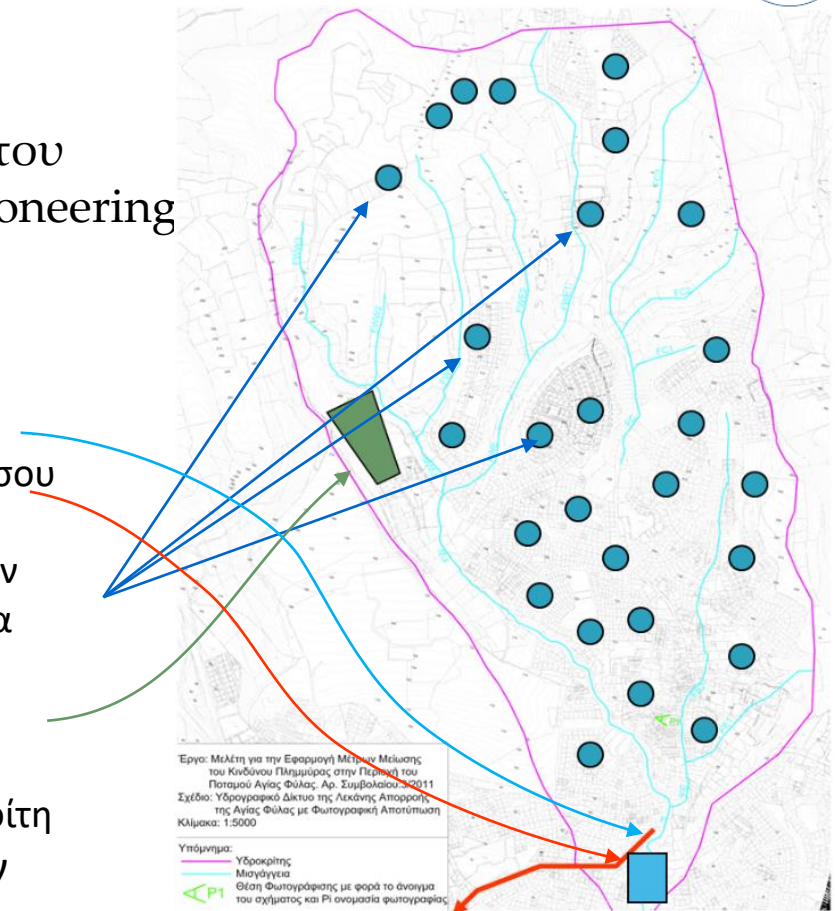 του
oneering
σου
ν
α
ρίτη
ν
Έργο: Μελέτη για την Εφαρμογή Μέτρων Μείωσης
του Κινδύνου Πλημμύρας στην Περιοχή του
Ποταμού Αγίας Φύλας. Αρ. Συμβολαίου:3/2011
Σχέδιο: Υδρογραφικό Δίκτυο της Λεκάνης Απορροής
της Αγίας Φύλας με Φωτογραφική Αποτύπωση
Κλίμακα: 1:5000
Υπόμνημα:
Υδροκρίτης
Μισγάγγεια
P1 Θέση Φωτογράφισης με φορά το άνοιγμα
του σχήματος και Pi ονομασία φωτογραφίας